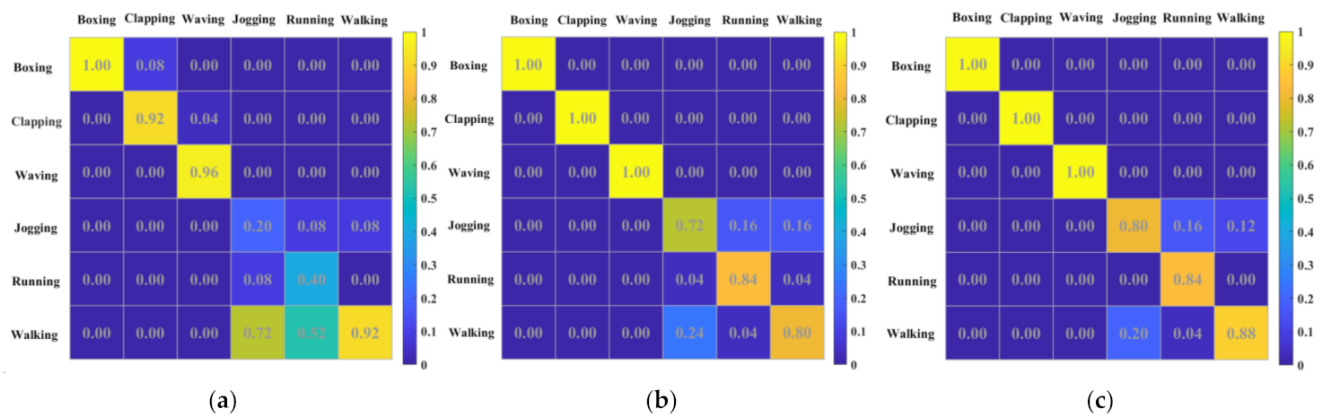 Boxing Clapping Waving Jogging Running Walking
Boxing 1.00 0.08 0.00 0.00 0.00 0.00
Clapping 0.00 0.92 0.04 0.00 0.00 0.00
Waving 0.00 0.00 0.96 0.00 0.00 0.00
Jogging 0.00 0.00 0.00 0.20 0.08 0.08
Running 0.00 0.00 0.00 0.08 0.40 0.00
Walking 0.00 0.00 0.00 0.72 0.52 0.92
1
0.9
0.8
0.7
0.6
0.5
0.4
0.3
0.2
0.1
0
(a)
Boxing Clapping Waving Jogging Running Walking
Boxing 1.00 0.00 0.00 0.00 0.00 0.00
Clapping 0.00 1.00 0.00 0.00 0.00 0.00
Waving 0.00 0.00 1.00 0.00 0.00 0.00
Jogging 0.00 0.00 0.00 0.72 0.16 0.16
Running 0.00 0.00 0.00 0.04 0.84 0.04
Walking 0.00 0.00 0.00 0.24 0.04 0.80
1
0.9
0.8
0.7
0.6
0.5
0.4
0.3
0.2
0.1
0
(b)
Boxing Clapping Waving Jogging Running Walking
Boxing 1.00 0.00 0.00 0.00 0.00 0.00
Clapping 0.00 1.00 0.00 0.00 0.00 0.00
Waving 0.00 0.00 1.00 0.00 0.00 0.00
Jogging 0.00 0.00 0.00 0.80 0.16 0.12
Running 0.00 0.00 0.00 0.00 0.84 0.00
Walking 0.00 0.00 0.00 0.20 0.04 0.88
1
0.9
0.8
0.7
0.6
0.5
0.4
0.3
0.2
0.1
0
(c)